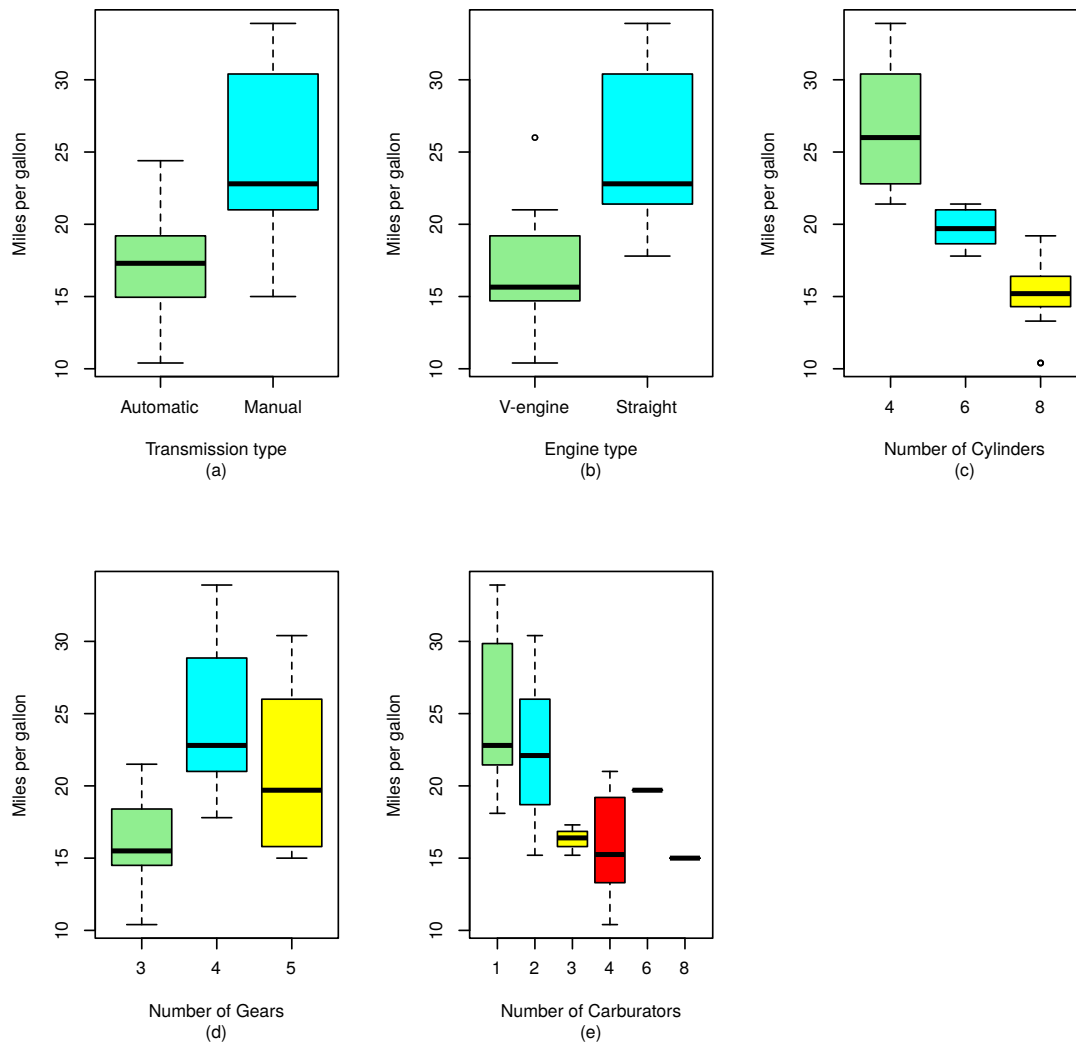 Miles per gallon
10 15 20 25 30
Automatic Manual
Transmission type
(a)
Miles per gallon
10 15 20 25 30
V-engine Straight
Engine type
(b)
Miles per gallon
10 15 20 25 30
4 6 8
Number of Cylinders
(c)
Miles per gallon
10 15 20 25 30
3 4 5
Number of Gears
(d)
Miles per gallon
10 15 20 25 30
1 2 3 4 6 8
Number of Carburators
(e)